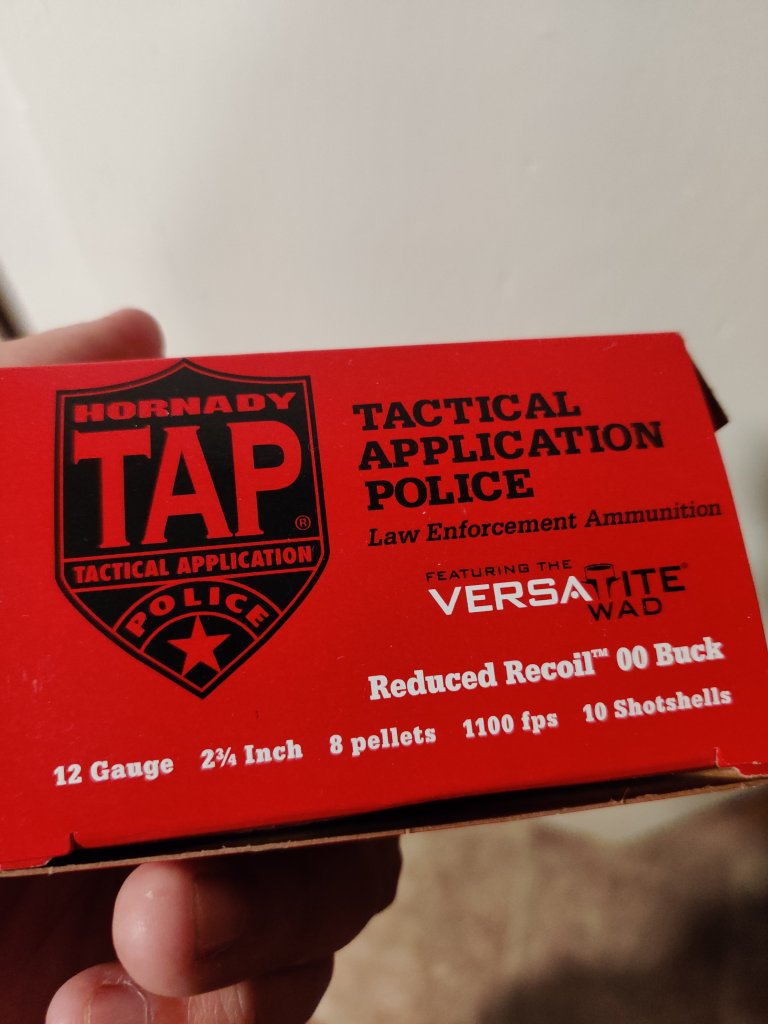 HORNADY
TAP®
TACTICAL APPLICATION
POLICE
TACTICAL
APPLICATION
POLICE
Law Enforcement Ammunition
FEATURING THE
VERSATITE®
WAD
Reduced Recoil™ 00 Buck
12 Gauge 2¾ Inch 8 pellets 1100 fps 10 Shotshells